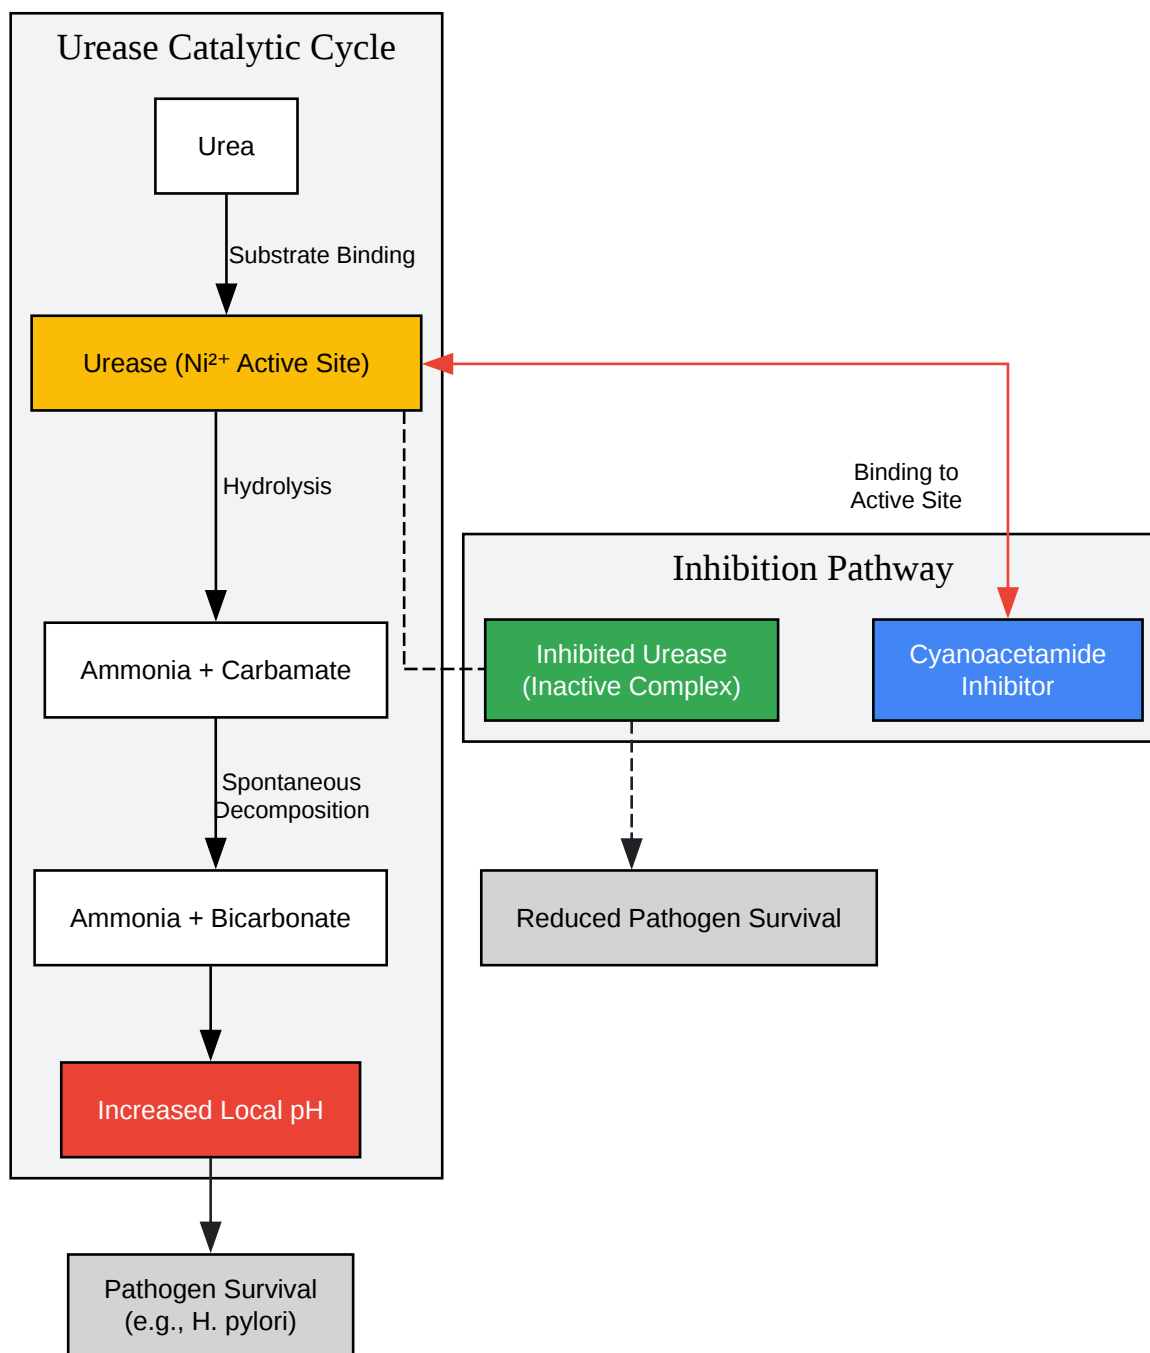 Urease Catalytic Cycle
Urea
Substrate Binding
Urease (Ni²⁺ Active Site)
Hydrolysis
Ammonia + Carbamate
Spontaneous
Decomposition
Ammonia + Bicarbonate
Increased Local pH
Pathogen Survival
(e.g., H. pylori)
Binding to
Active Site
Inhibition Pathway
Inhibited Urease
(Inactive Complex)
Cyanoacetamide
Inhibitor
Reduced Pathogen Survival